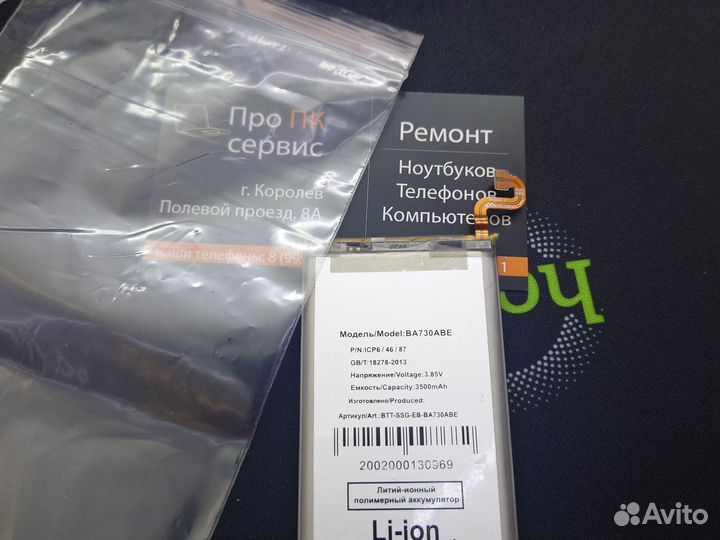 Про ПК
сервис
г. Королев
Полевой проезд, 8А
наши телефоны: 8 (99
Ремонт
Ноутбуков
Телефонов
Компьютеров
1
Модель/Model:BA730ABE
P/N:ICP6 / 46 / 87
GB/T:18278-2013
Напряжение/Voltage:3.85V
Емкость/Capacity:3500mAh
Изготовлено/Produced:
Артикул/Art.: BTT-SSG-EB-BA730ABE
2002000130969
Литий-ионный
полимерный аккумулятор
Li-ion
Avito